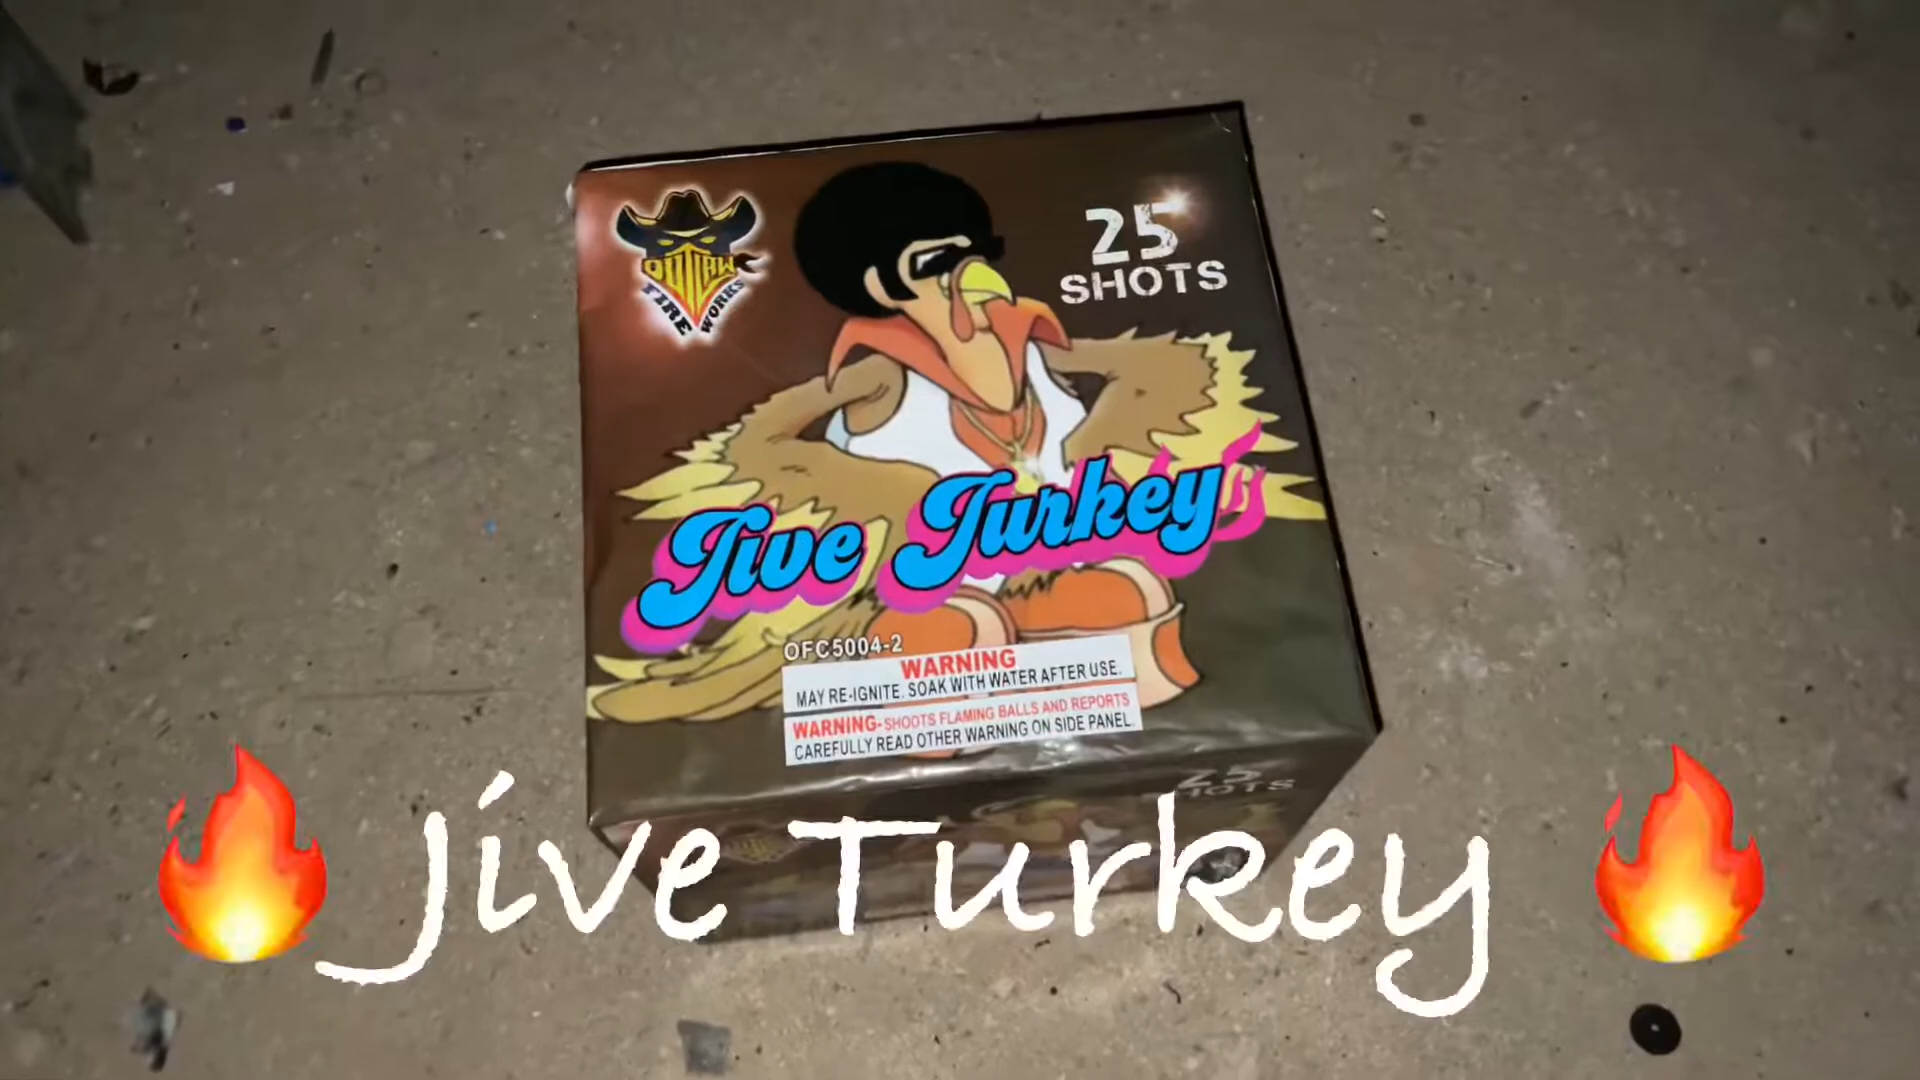 OUTLAW
FIRE WORKS
25
SHOTS
Jive Turkey
OFC5004-2
WARNING
MAY RE-IGNITE. SOAK WITH WATER AFTER USE.
WARNING-SHOOTS FLAMING BALLS AND REPORTS
CAREFULLY READ OTHER WARNING ON SIDE PANEL.
25
SHOTS
🔥Jive Turkey🔥